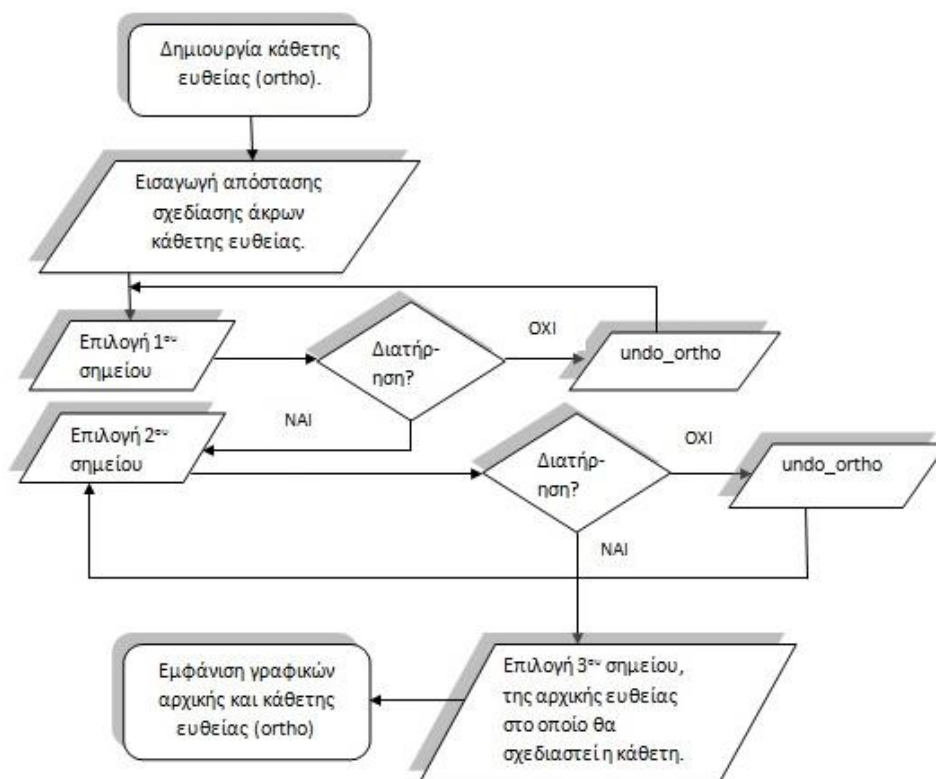 Δημιουργία κάθετης
ευθείας (ortho).
Εισαγωγή απόστασης
σχεδίασης άκρων
κάθετης ευθείας.
Επιλογή 1ου
σημείου
Διατήρ-
ηση?
ΟΧΙ
undo_ortho
ΝΑΙ
Επιλογή 2ου
σημείου
Διατήρ-
ηση?
ΟΧΙ
undo_ortho
ΝΑΙ
Επιλογή 3ου σημείου,
της αρχικής ευθείας
στο οποίο θα
σχεδιαστεί η κάθετη.
Εμφάνιση γραφικών
αρχικής και κάθετης
ευθείας (ortho)